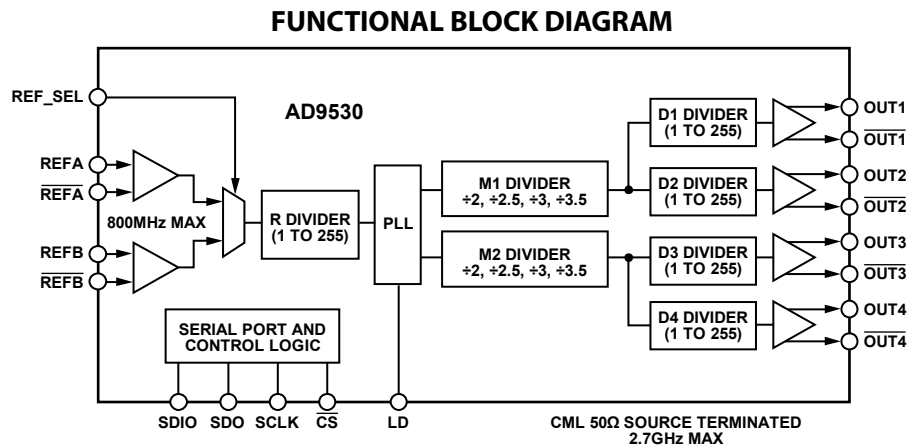 FUNCTIONAL BLOCK DIAGRAM
REF_SEL
AD9530
REFA
REFA
800MHz MAX
REFB
REFB
R DIVIDER
(1 TO 255)
PLL
M1 DIVIDER
÷2, ÷2.5, ÷3, ÷3.5
M2 DIVIDER
÷2, ÷2.5, ÷3, ÷3.5
D1 DIVIDER
(1 TO 255)
D2 DIVIDER
(1 TO 255)
D3 DIVIDER
(1 TO 255)
D4 DIVIDER
(1 TO 255)
OUT1
OUT1
OUT2
OUT2
OUT3
OUT3
OUT4
OUT4
SERIAL PORT AND
CONTROL LOGIC
SDIO
SDO
SCLK
CS
LD
CML 50Ω SOURCE TERMINATED
2.7GHz MAX